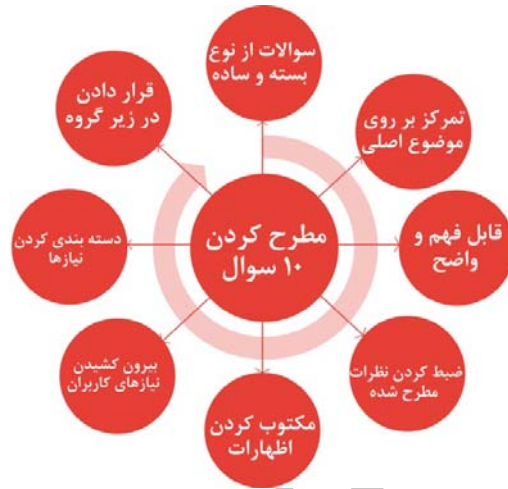 سوالات از نوع
بسته و ساده
تمرکز بر روی
موضوع اصلی
قابل فهم و
واضح
ضبط کردن نظرات
مطرح شده
مکتوب کردن
اظهارات
بیرون کشیدن
نیازهای کاربران
دسته بندی کردن
نیازها
قرار دادن
در زیر گروه
مطرح کردن
۱۰ سوال